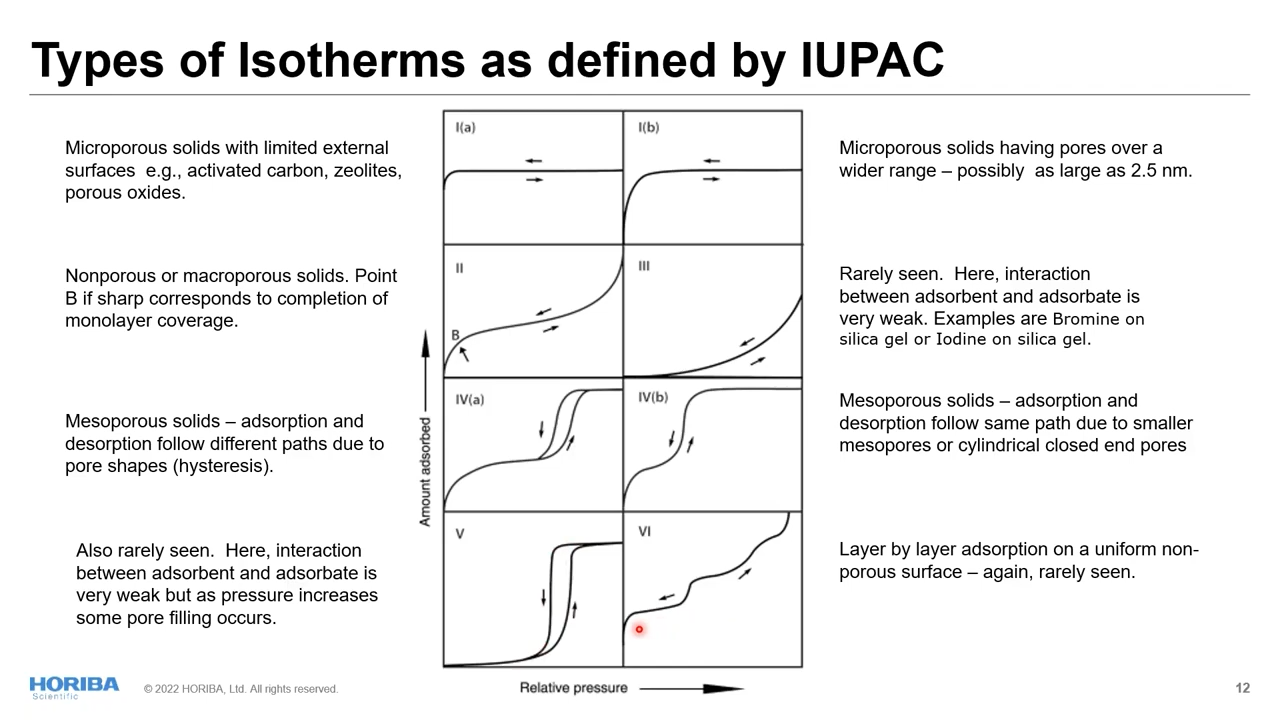 Types of Isotherms as defined by IUPAC
Microporous solids with limited external
surfaces e.g., activated carbon, zeolites,
porous oxides.
I(a)
I(b)
Microporous solids having pores over a
wider range – possibly as large as 2.5 nm.
Nonporous or macroporous solids. Point
B if sharp corresponds to completion of
monolayer coverage.
II
B
III
Rarely seen. Here, interaction
between adsorbent and adsorbate is
very weak. Examples are Bromine on
silica gel or Iodine on silica gel.
Mesoporous solids – adsorption and
desorption follow different paths due to
pore shapes (hysteresis).
IV(a)
IV(b)
Mesoporous solids – adsorption and
desorption follow same path due to smaller
mesopores or cylindrical closed end pores
Amount adsorbed
Also rarely seen. Here, interaction
between adsorbent and adsorbate is
very weak but as pressure increases
some pore filling occurs.
V
VI
Layer by layer adsorption on a uniform non-
porous surface – again, rarely seen.
Relative pressure
HORIBA
Scientific
© 2022 HORIBA, Ltd. All rights reserved.
12